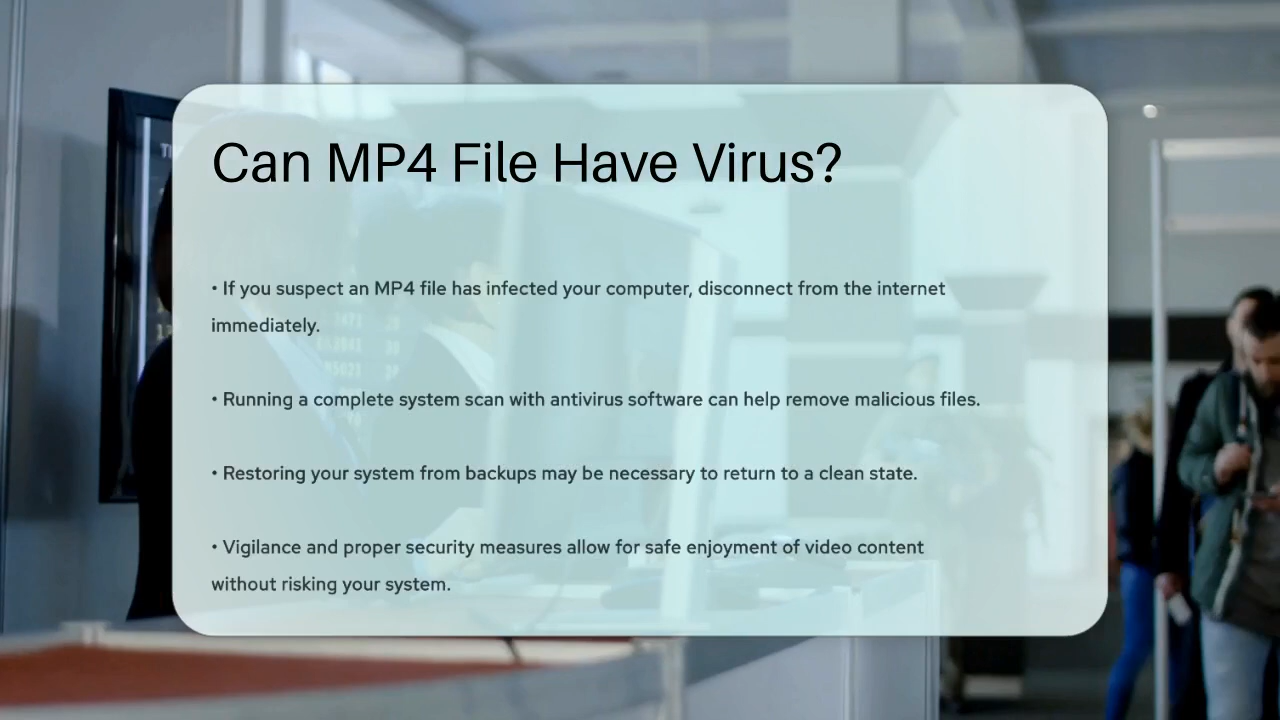 Can MP4 File Have Virus?
• If you suspect an MP4 file has infected your computer, disconnect from the internet
immediately.
• Running a complete system scan with antivirus software can help remove malicious files.
• Restoring your system from backups may be necessary to return to a clean state.
• Vigilance and proper security measures allow for safe enjoyment of video content
without risking your system.